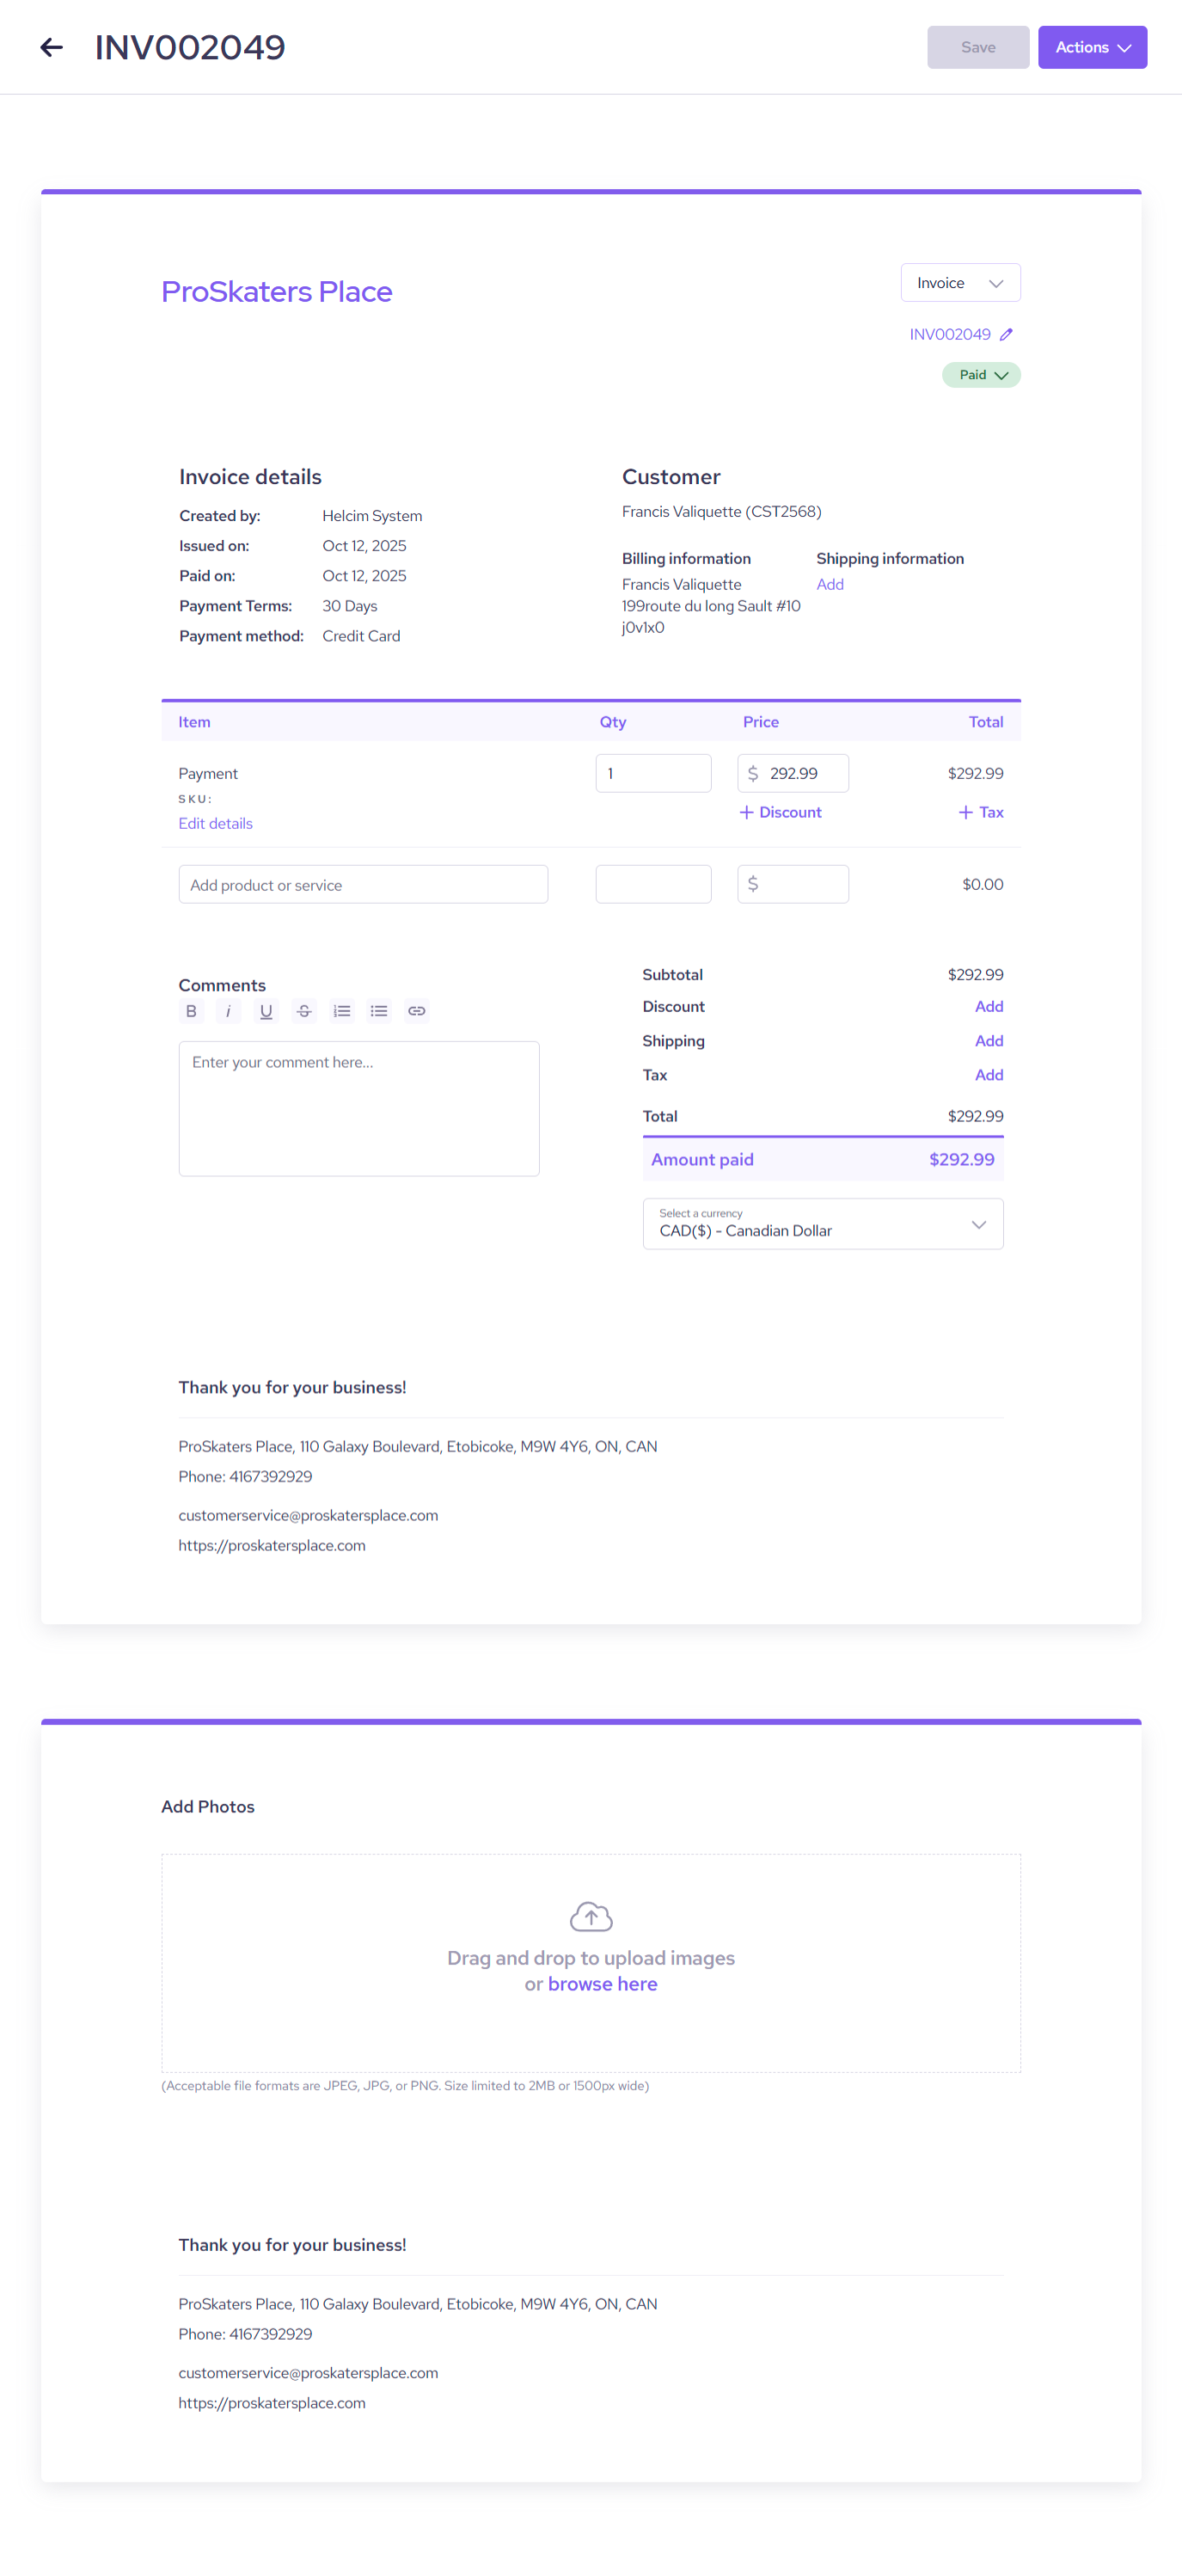 INV002049
Save
Actions
ProSkaters Place
Invoice
INV002049
Paid
Invoice details
Created by: Helcim System
Issued on: Oct 12, 2025
Paid on: Oct 12, 2025
Payment Terms: 30 Days
Payment method: Credit Card
Customer
Francis Valiquette (CST2568)
Billing information
Francis Valiquette
199route du long Sault #10
j0v1x0
Shipping information
Add
Item Qty Price Total
Payment 1 $ 292.99 $292.99
SKU:
+ Discount + Tax
Edit details
Add product or service $ $0.00
Comments
B i U S
Enter your comment here...
Subtotal $292.99
Discount Add
Shipping Add
Tax Add
Total $292.99
Amount paid $292.99
Select a currency
CAD($) - Canadian Dollar
Thank you for your business!
ProSkaters Place, 110 Galaxy Boulevard, Etobicoke, M9W 4Y6, ON, CAN
Phone: 4167392929
customerservice@proskatersplace.com
https://proskatersplace.com
Add Photos
Drag and drop to upload images
or browse here
(Acceptable file formats are JPEG, JPG, or PNG. Size limited to 2MB or 1500px wide)
Thank you for your business!
ProSkaters Place, 110 Galaxy Boulevard, Etobicoke, M9W 4Y6, ON, CAN
Phone: 4167392929
customerservice@proskatersplace.com
https://proskatersplace.com